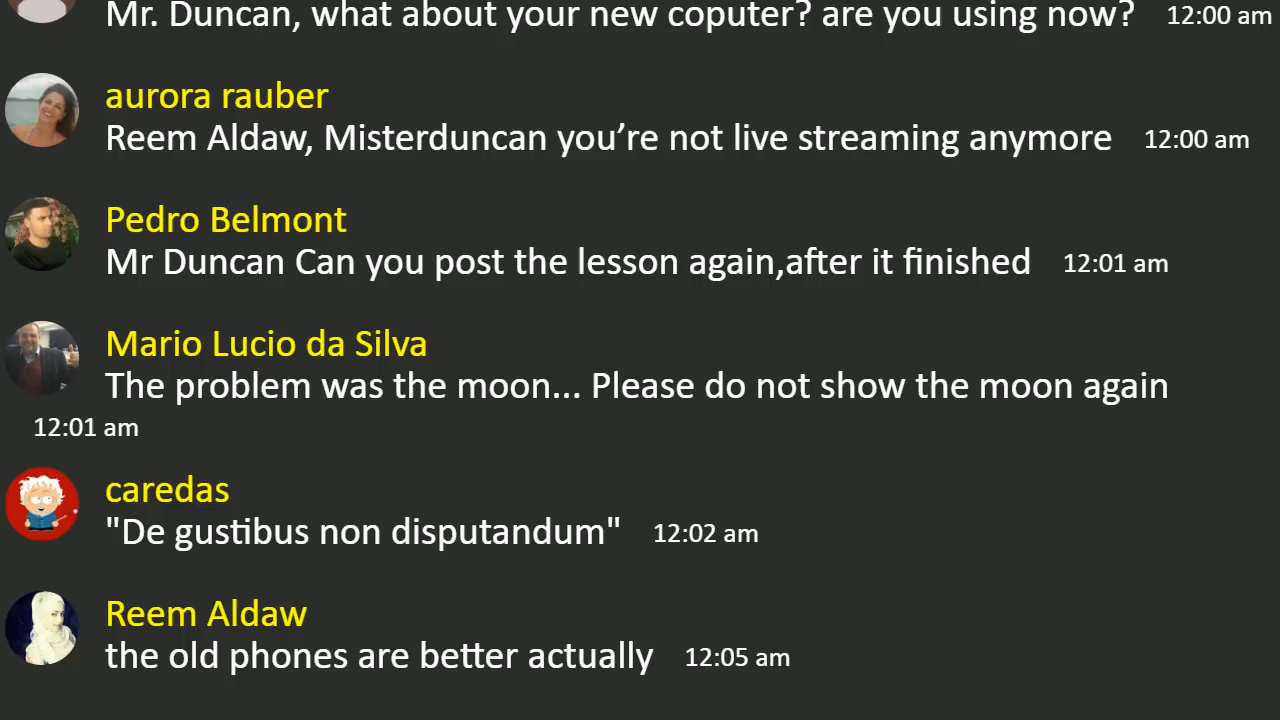 Mr. Duncan, what about your new coputer? are you using now? 12:00 am
aurora rauber
Reem Aldaw, Misterduncan you’re not live streaming anymore 12:00 am
Pedro Belmont
Mr Duncan Can you post the lesson again,after it finished 12:01 am
Mario Lucio da Silva
The problem was the moon... Please do not show the moon again
12:01 am
caredas
"De gustibus non disputandum" 12:02 am
Reem Aldaw
the old phones are better actually 12:05 am